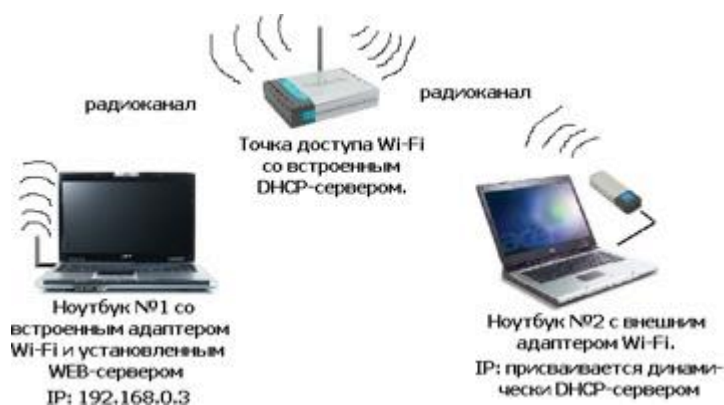 радиоканал
радиоканал
Точка доступа Wi-Fi
со встроенным
DHCP-сервером.
Ноутбук №1 со
встроенным адаптером
Wi-Fi и установленным
WEB-сервером
IP: 192.168.0.3
Ноутбук №2 с внешним
адаптером Wi-Fi.
IP: присваивается динами-
чески DHCP-сервером